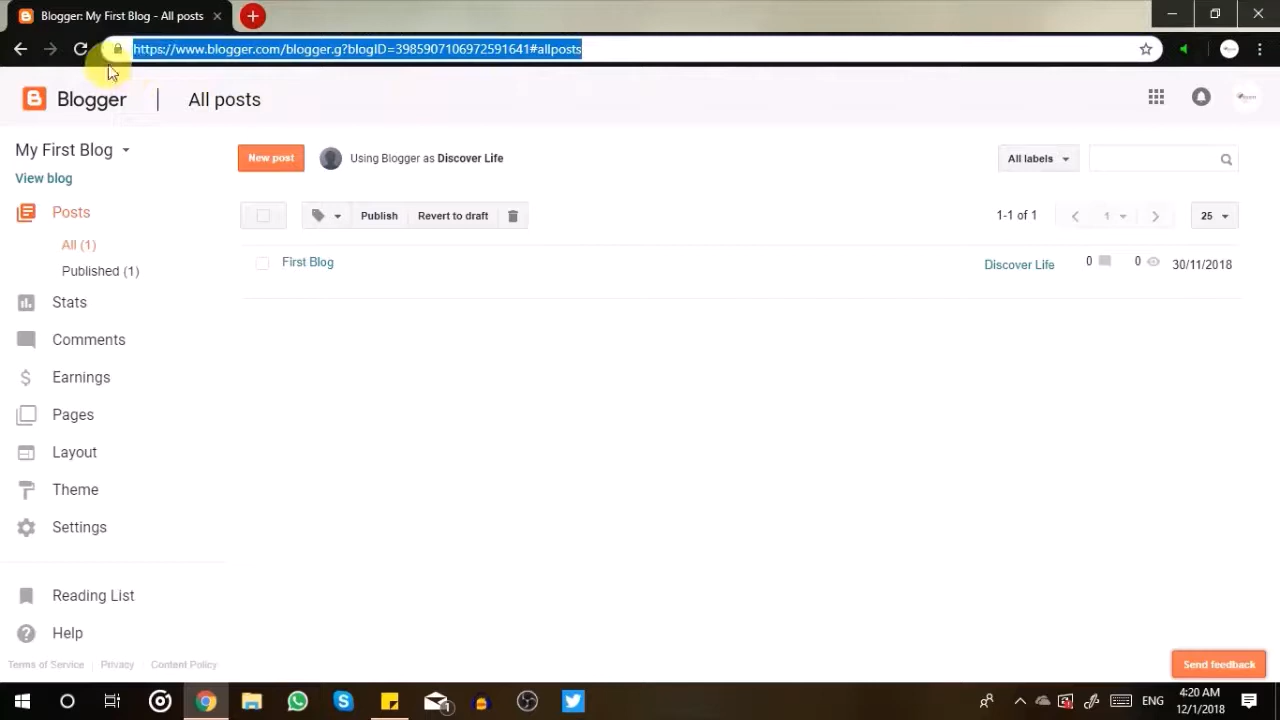 Blogger: My First Blog - All posts
https://www.blogger.com/blogger.g?blogID=3985907106972591641#allposts
Blogger | All posts
My First Blog
View blog
New post
Using Blogger as Discover Life
All labels
Posts
All (1)
Published (1)
Publish
Revert to draft
1-1 of 1
1
25
First Blog
Discover Life
0
0
30/11/2018
Stats
Comments
Earnings
Pages
Layout
Theme
Settings
Reading List
Help
Terms of Service | Privacy | Content Policy
Send feedback
1
ENG
4:20 AM
12/1/2018